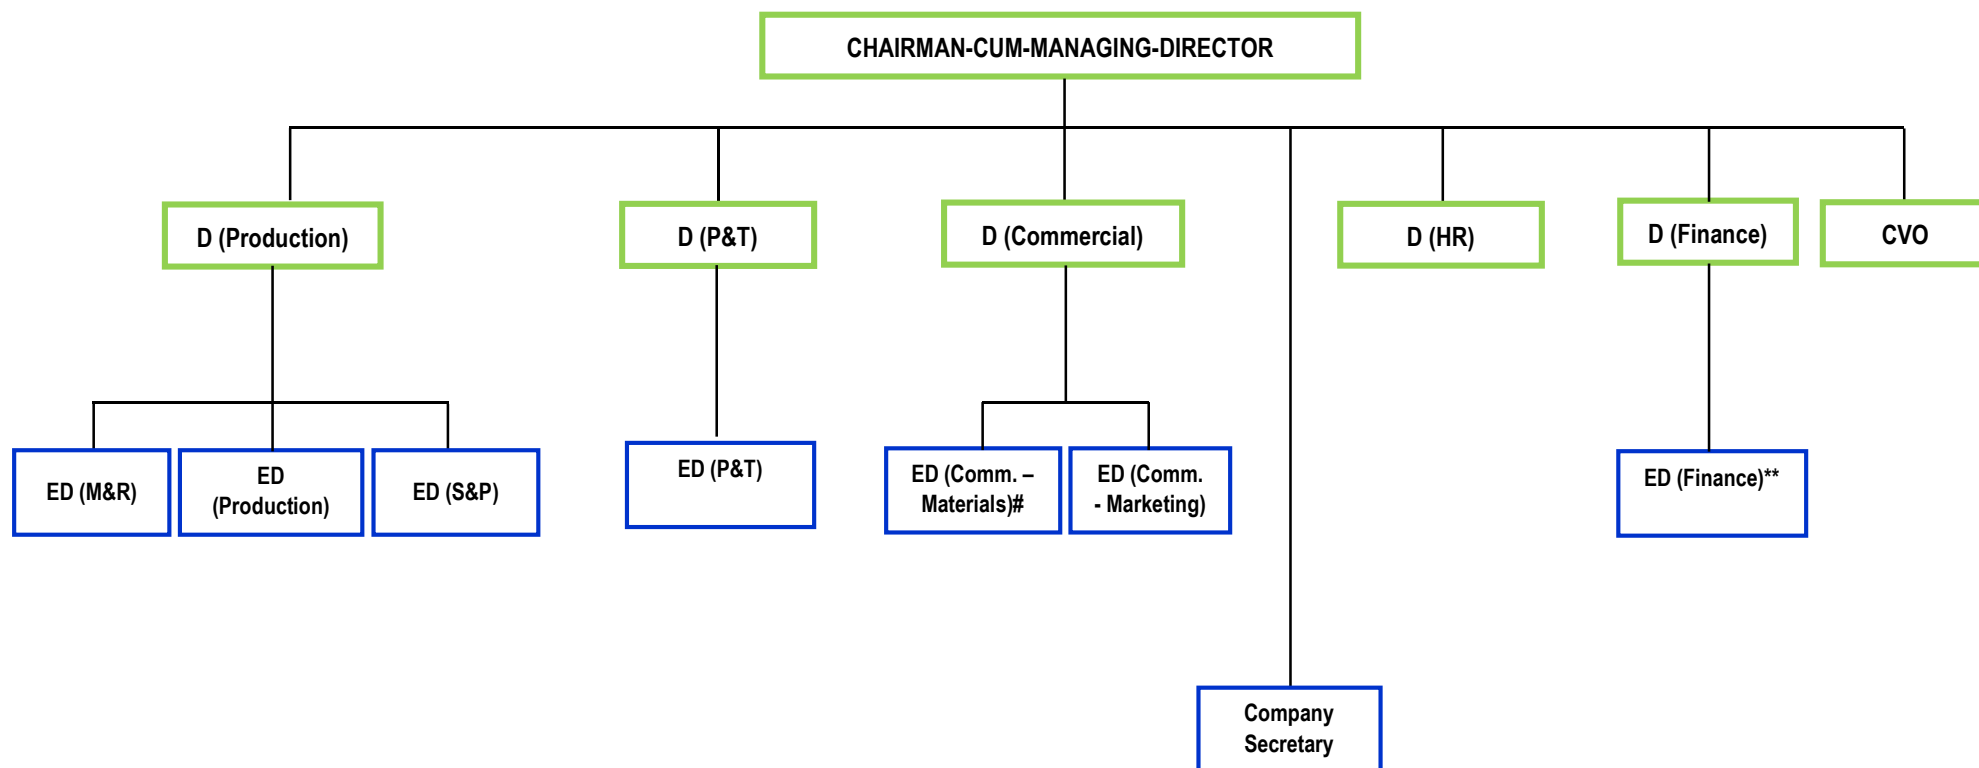 CHAIRMAN-CUM-MANAGING-DIRECTOR
D (Production)
D (P&T)
D (Commercial)
D (HR)
D (Finance)
CVO
ED (M&R)
ED
(Production)
ED (S&P)
ED (P&T)
ED (Comm. –
Materials)#
ED (Comm.
- Marketing)
ED (Finance)**
Company
Secretary